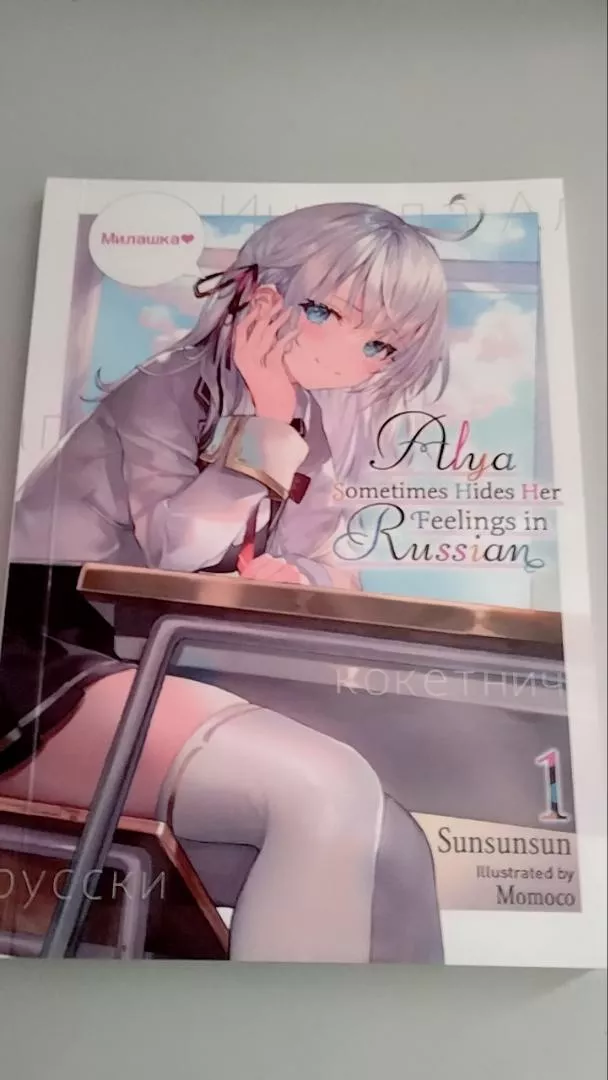 Милашка❤
Alya
Sometimes Hides Her
Feelings in
Russian
кокетнич
1
Sunsunsun
Illustrated by
Momoco
русски